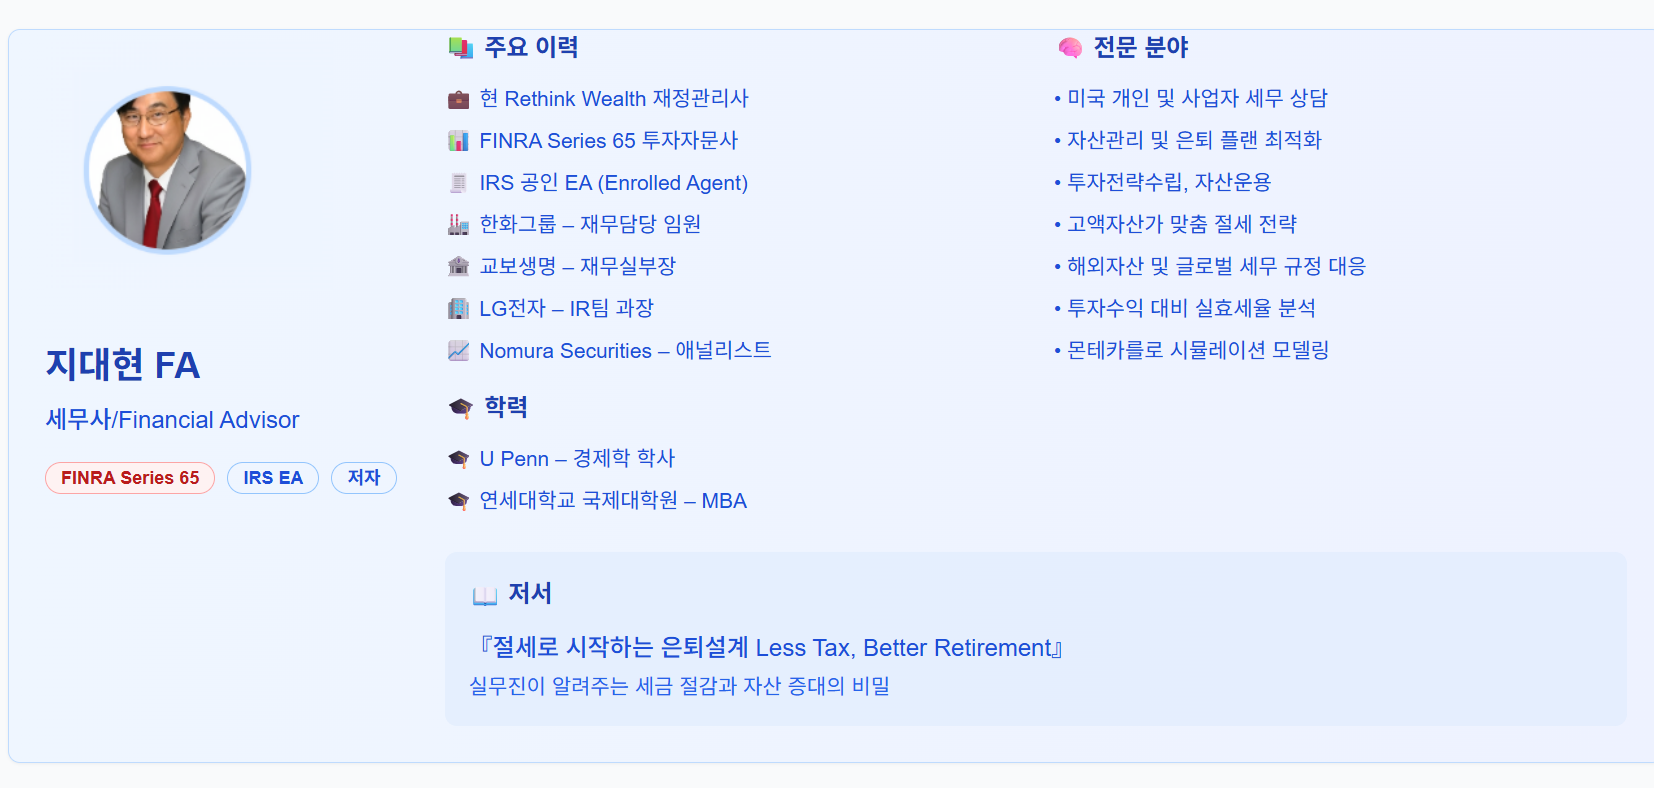 지대현 FA
세무사/Financial Advisor
FINRA Series 65
IRS EA
저자
주요 이력
현 Rethink Wealth 재정관리사
FINRA Series 65 투자자문사
IRS 공인 EA (Enrolled Agent)
한화그룹 – 재무담당 임원
교보생명 – 재무실부장
LG전자 – IR팀 과장
Nomura Securities – 애널리스트
학력
U Penn – 경제학 학사
연세대학교 국제대학원 – MBA
전문 분야
• 미국 개인 및 사업자 세무 상담
• 자산관리 및 은퇴 플랜 최적화
• 투자전략수립, 자산운용
• 고액자산가 맞춤 절세 전략
• 해외자산 및 글로벌 세무 규정 대응
• 투자수익 대비 실효세율 분석
• 몬테카를로 시뮬레이션 모델링
저서
『절세로 시작하는 은퇴설계 Less Tax, Better Retirement』
실무진이 알려주는 세금 절감과 자산 증대의 비밀